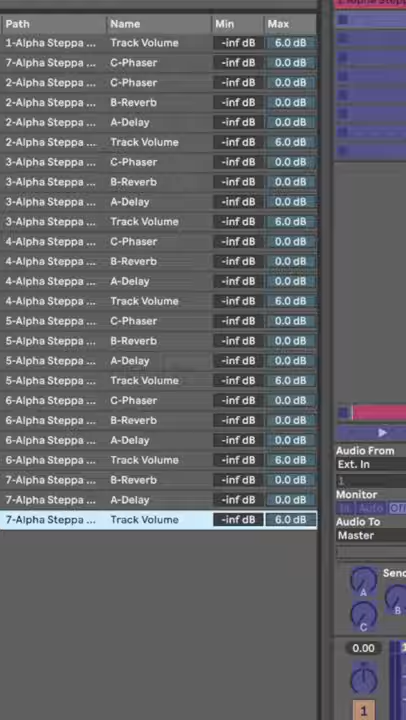 Path Name Min Max
1-Alpha Steppa ... Track Volume -inf dB 6.0 dB
7-Alpha Steppa ... C-Phaser -inf dB 0.0 dB
2-Alpha Steppa ... C-Phaser -inf dB 0.0 dB
2-Alpha Steppa ... B-Reverb -inf dB 0.0 dB
2-Alpha Steppa ... A-Delay -inf dB 0.0 dB
2-Alpha Steppa ... Track Volume -inf dB 6.0 dB
3-Alpha Steppa ... C-Phaser -inf dB 0.0 dB
3-Alpha Steppa ... B-Reverb -inf dB 0.0 dB
3-Alpha Steppa ... A-Delay -inf dB 0.0 dB
3-Alpha Steppa ... Track Volume -inf dB 6.0 dB
4-Alpha Steppa ... C-Phaser -inf dB 0.0 dB
4-Alpha Steppa ... B-Reverb -inf dB 0.0 dB
4-Alpha Steppa ... A-Delay -inf dB 0.0 dB
4-Alpha Steppa ... Track Volume -inf dB 6.0 dB
5-Alpha Steppa ... C-Phaser -inf dB 0.0 dB
5-Alpha Steppa ... B-Reverb -inf dB 0.0 dB
5-Alpha Steppa ... A-Delay -inf dB 0.0 dB
5-Alpha Steppa ... Track Volume -inf dB 6.0 dB
6-Alpha Steppa ... C-Phaser -inf dB 0.0 dB
6-Alpha Steppa ... B-Reverb -inf dB 0.0 dB
6-Alpha Steppa ... A-Delay -inf dB 0.0 dB
6-Alpha Steppa ... Track Volume -inf dB 6.0 dB
7-Alpha Steppa ... B-Reverb -inf dB 0.0 dB
7-Alpha Steppa ... A-Delay -inf dB 0.0 dB
7-Alpha Steppa ... Track Volume -inf dB 6.0 dB
Audio From
Ext. In
1
Monitor
In Auto Off
Audio To
Master
Send
A
B
C
0.00
1